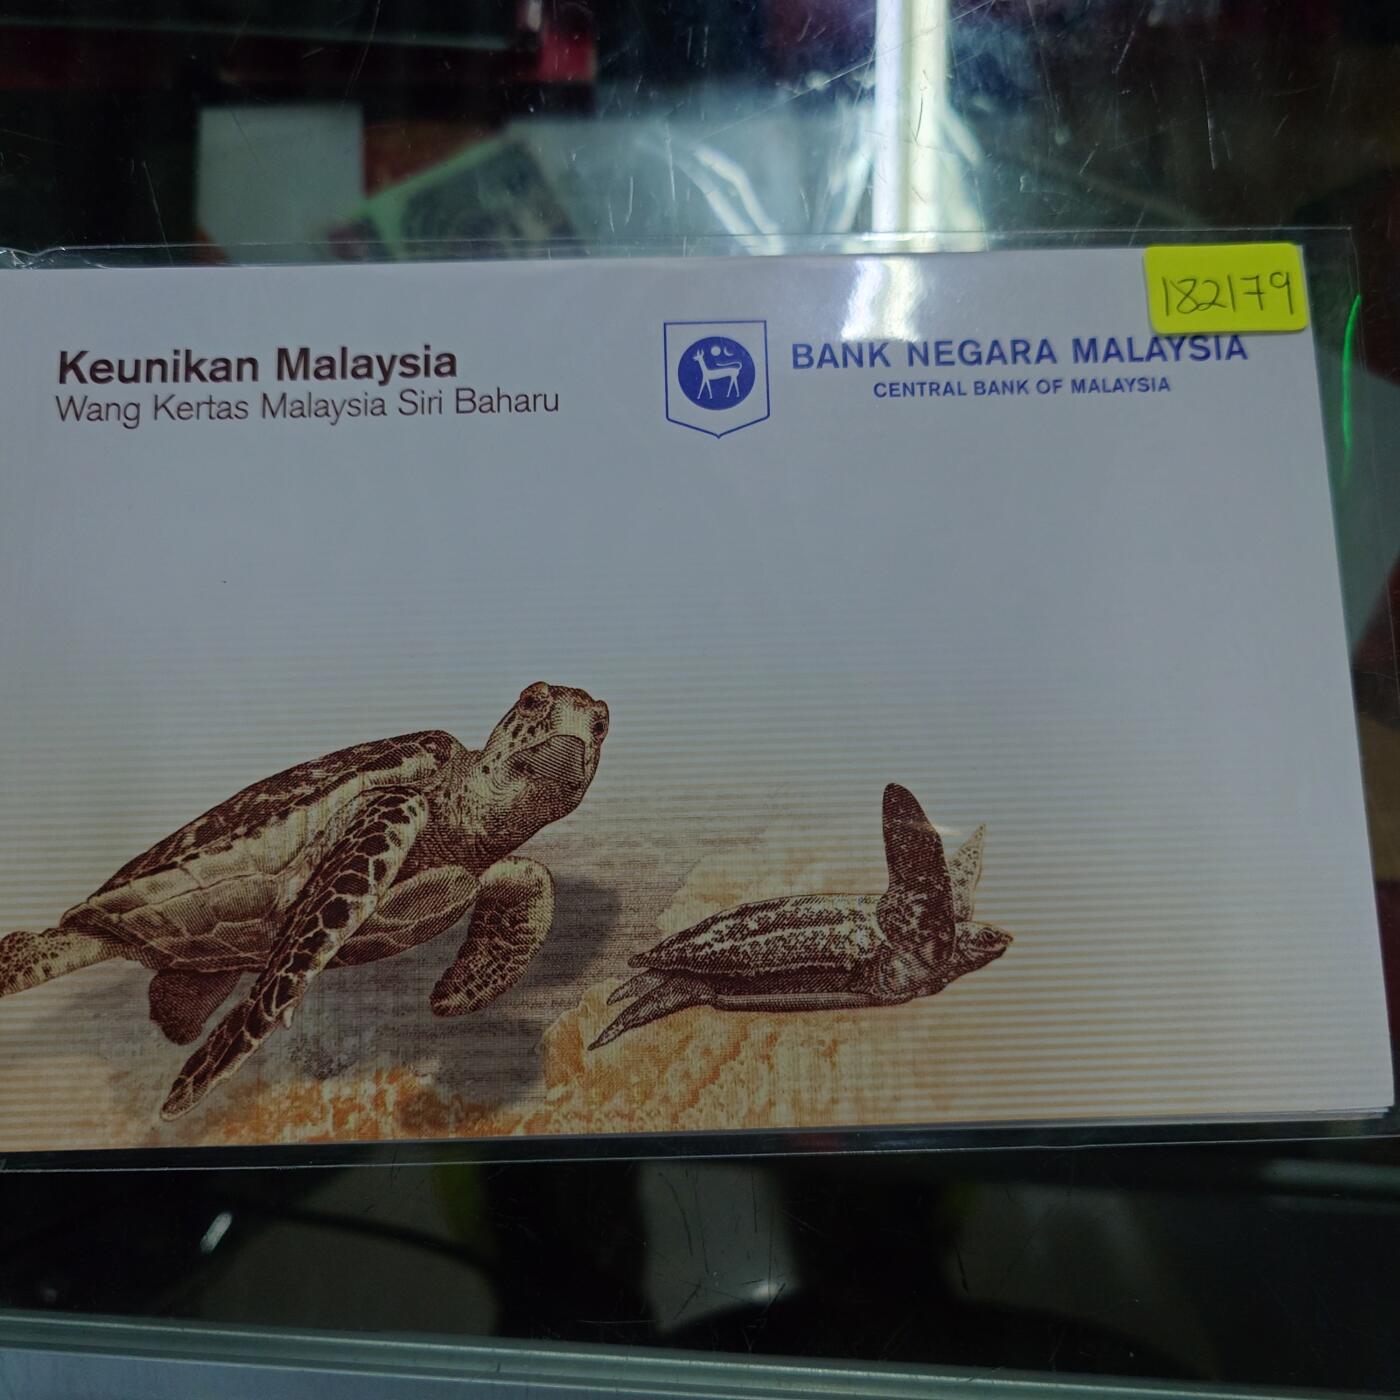 182179
Keunikan Malaysia
Wang Kertas Malaysia Siri Baharu
BANK NEGARA MALAYSIA
CENTRAL BANK OF MALAYSIA